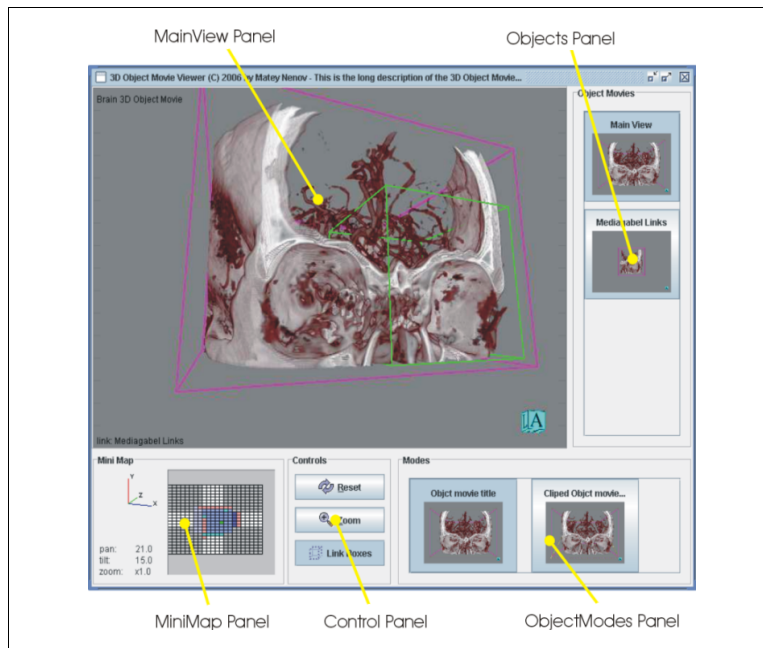 MainView Panel
Objects Panel
3D Object Movie Viewer (C) 2006 by Matey Nenov - This is the long description of the 3D Object Movie...
Brain 3D Object Movie
Object Movies
Main View
Mediagabel Links
A
link: Mediagabel Links
Mini Map
Y
Z
X
pan: 21.0
tilt: 15.0
zoom: x1.0
Controls
Reset
Zoom
Link Boxes
Modes
Objct movie title
Cliped Objct movie...
MiniMap Panel
Control Panel
ObjectModes Panel